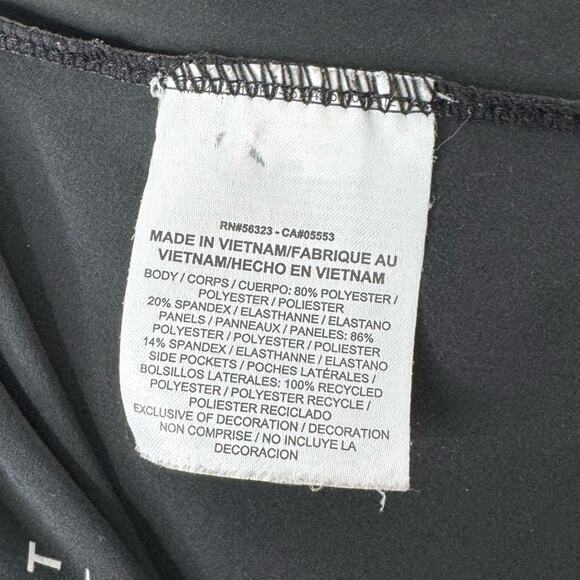 RN#56323 - CA#05553
MADE IN VIETNAM/FABRIQUE AU
VIETNAM/HECHO EN VIETNAM
BODY / CORPS / CUERPO: 80% POLYESTER /
POLYESTER / POLIESTER
20% SPANDEX / ELASTHANNE / ELASTANO
PANELS / PANNEAUX / PANELES: 86%
POLYESTER / POLYESTER / POLIESTER
14% SPANDEX / ELASTHANNE / ELASTANO
SIDE POCKETS / POCHES LATÉRALES /
BOLSILLOS LATERALES: 100% RECYCLED
POLYESTER / POLYESTER RECYCLE /
POLIESTER RECICLADO
EXCLUSIVE OF DECORATION / DECORATION
NON COMPRISE / NO INCLUYE LA
DECORACION
T